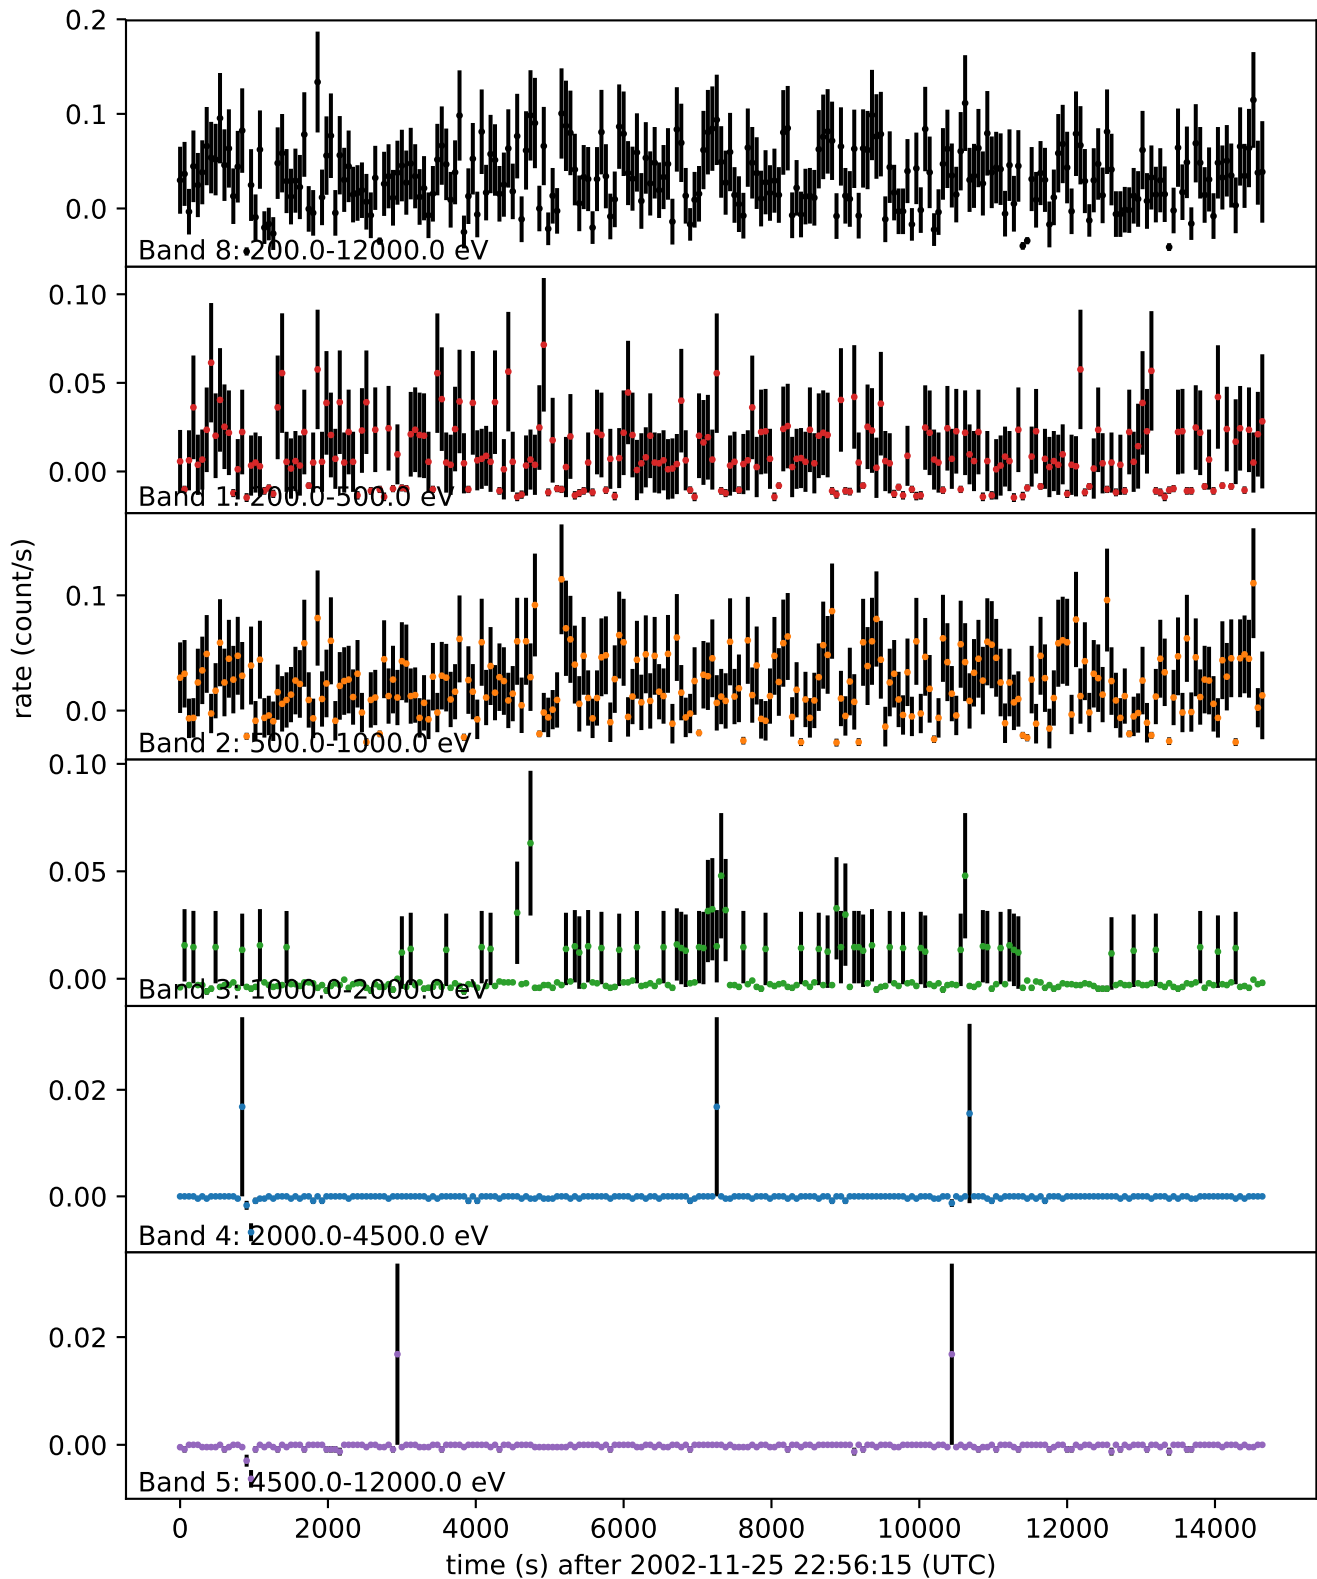 0.2
0.1
0.0
Band 8: 200.0-12000.0 eV
0.10
0.05
0.00
Band 1: 200.0-500.0 eV
rate (count/s)
0.1
0.0
Band 2: 500.0-1000.0 eV
0.10
0.05
0.00
Band 3: 1000.0-2000.0 eV
0.02
0.00
Band 4: 2000.0-4500.0 eV
0.02
0.00
Band 5: 4500.0-12000.0 eV
0 2000 4000 6000 8000 10000 12000 14000
time (s) after 2002-11-25 22:56:15 (UTC)